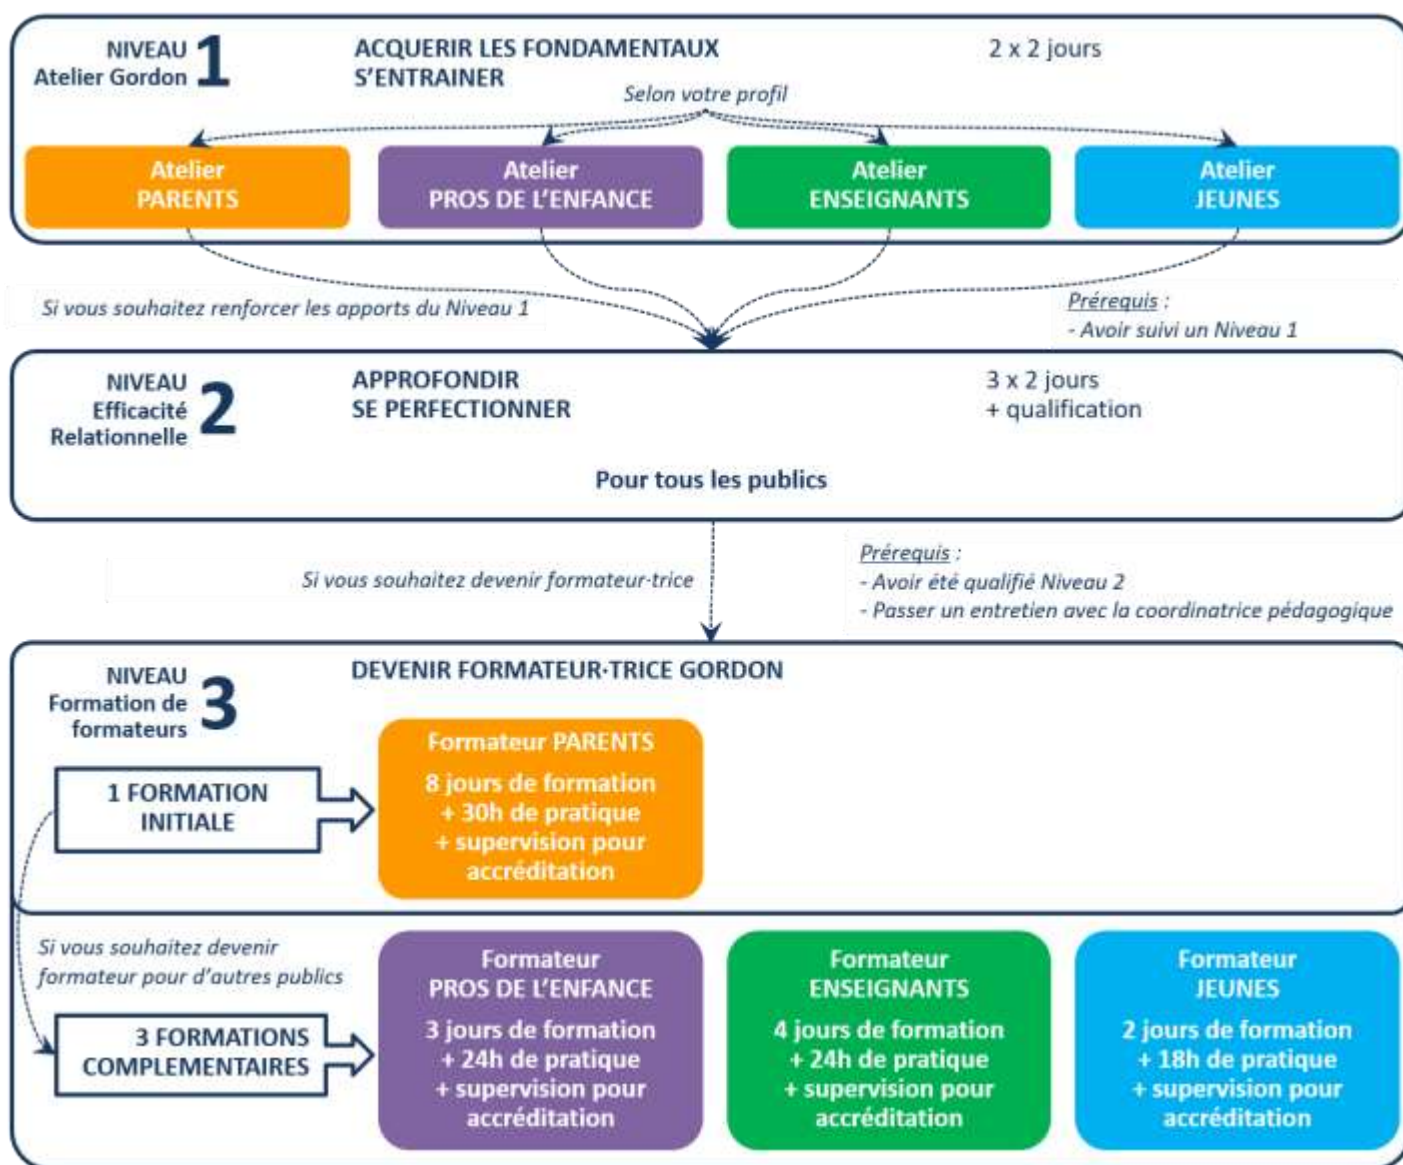 NIVEAU
Atelier Gordon
1
ACQUERIR LES FONDAMENTAUX
S'ENTRAINER
2 x 2 jours
Selon votre profil
Atelier
PARENTS
Atelier
PROS DE L'ENFANCE
Atelier
ENSEIGNANTS
Atelier
JEUNES
Si vous souhaitez renforcer les apports du Niveau 1
Prérequis :
- Avoir suivi un Niveau 1
NIVEAU
Efficacité
Relationnelle
2
APPROFONDIR
SE PERFECTIONNER
3 x 2 jours
+ qualification
Pour tous les publics
Si vous souhaitez devenir formateur·trice
Prérequis :
- Avoir été qualifié Niveau 2
- Passer un entretien avec la coordinatrice pédagogique
NIVEAU
Formation de
formateurs
3
DEVENIR FORMATEUR·TRICE GORDON
1 FORMATION
INITIALE
Formateur PARENTS
8 jours de formation
+ 30h de pratique
+ supervision pour
accréditation
Si vous souhaitez devenir
formateur pour d'autres publics
3 FORMATIONS
COMPLEMENTAIRES
Formateur
PROS DE L'ENFANCE
3 jours de formation
+ 24h de pratique
+ supervision pour
accréditation
Formateur
ENSEIGNANTS
4 jours de formation
+ 24h de pratique
+ supervision pour
accréditation
Formateur
JEUNES
2 jours de formation
+ 18h de pratique
+ supervision pour
accréditation